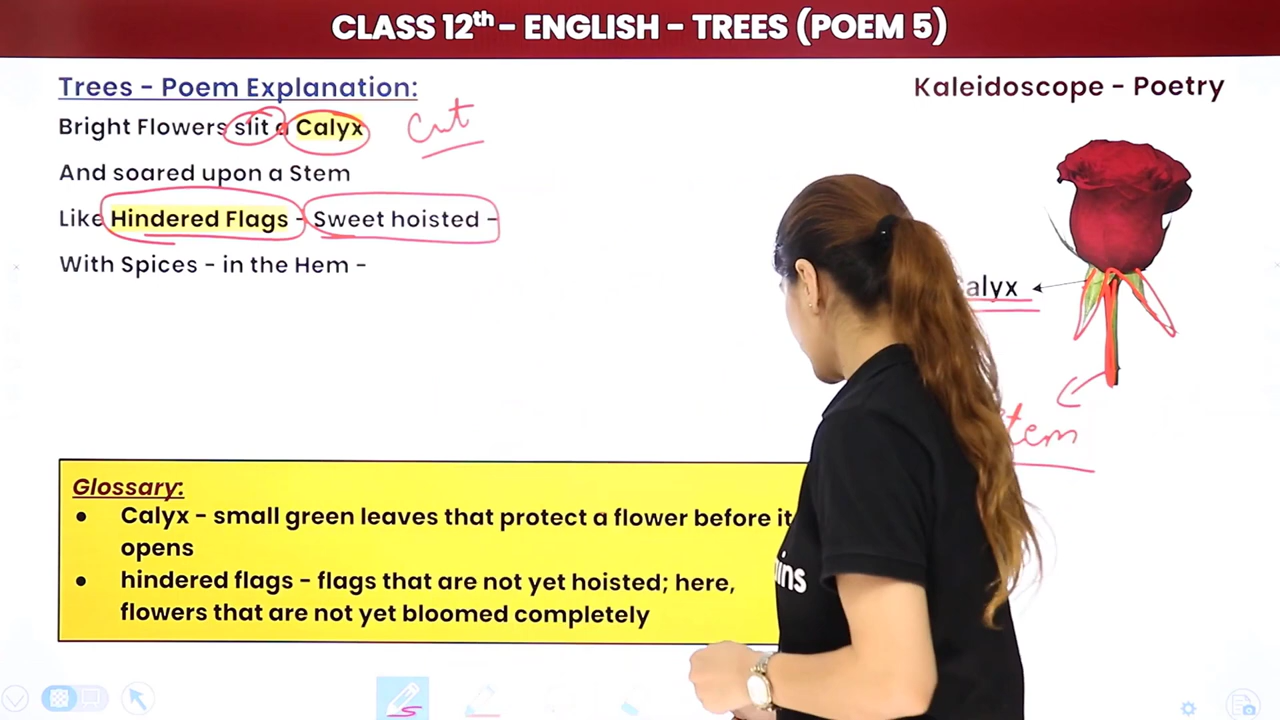 CLASS 12th - ENGLISH - TREES (POEM 5)
Trees - Poem Explanation:
Kaleidoscope - Poetry
Bright Flowers slit a Calyx
Cut
And soared upon a Stem
Like Hindered Flags - Sweet hoisted -
With Spices - in the Hem -
alyx
tem
Glossary:
• Calyx - small green leaves that protect a flower before it
opens
• hindered flags - flags that are not yet hoisted; here,
flowers that are not yet bloomed completely
ins